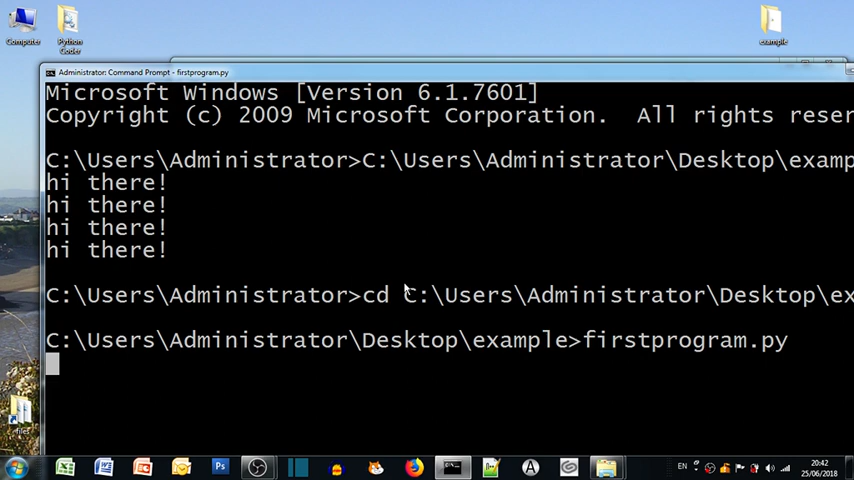 Computer
Python Coder
example
Administrator: Command Prompt - firstprogram.py
Microsoft Windows [Version 6.1.7601]
Copyright (c) 2009 Microsoft Corporation.  All rights reser
C:\Users\Administrator>C:\Users\Administrator\Desktop\examp
hi there!
hi there!
hi there!
hi there!
C:\Users\Administrator>cd C:\Users\Administrator\Desktop\ex
C:\Users\Administrator\Desktop\example>firstprogram.py
files
Ps
EN
20:42
25/06/2018